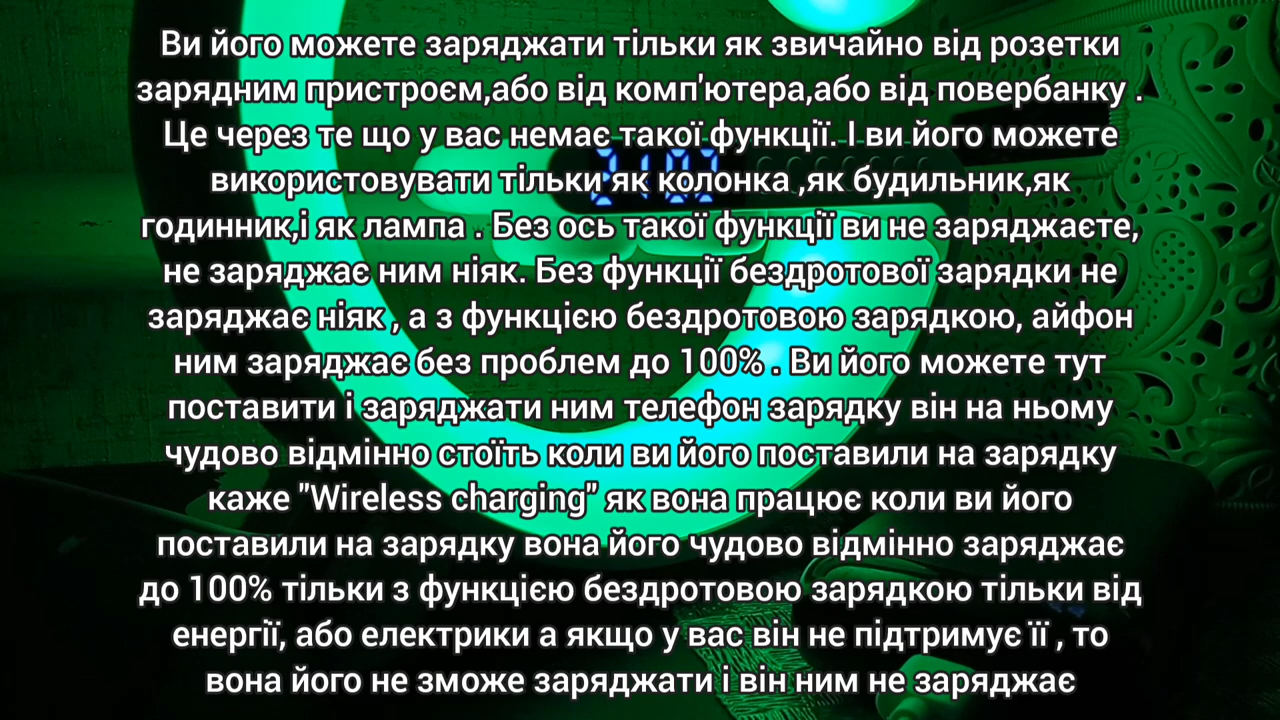 Ви його можете заряджати тільки як звичайно від розетки
зарядним пристроєм,або від комп'ютера,або від повербанку .
Це через те що у вас немає такої функції. І ви його можете
використовувати тільки як колонка ,як будильник,як
годинник,і як лампа . Без ось такої функції ви не заряджаєте,
не заряджає ним ніяк. Без функції бездротової зарядки не
заряджає ніяк , а з функцією бездротовою зарядкою, айфон
ним заряджає без проблем до 100% . Ви його можете тут
поставити і заряджати ним телефон зарядку він на ньому
чудово відмінно стоїть коли ви його поставили на зарядку
каже "Wireless charging" як вона працює коли ви його
поставили на зарядку вона його чудово відмінно заряджає
до 100% тільки з функцією бездротовою зарядкою тільки від
енергії, або електрики а якщо у вас він не підтримує її , то
вона його не зможе заряджати і він ним не заряджає